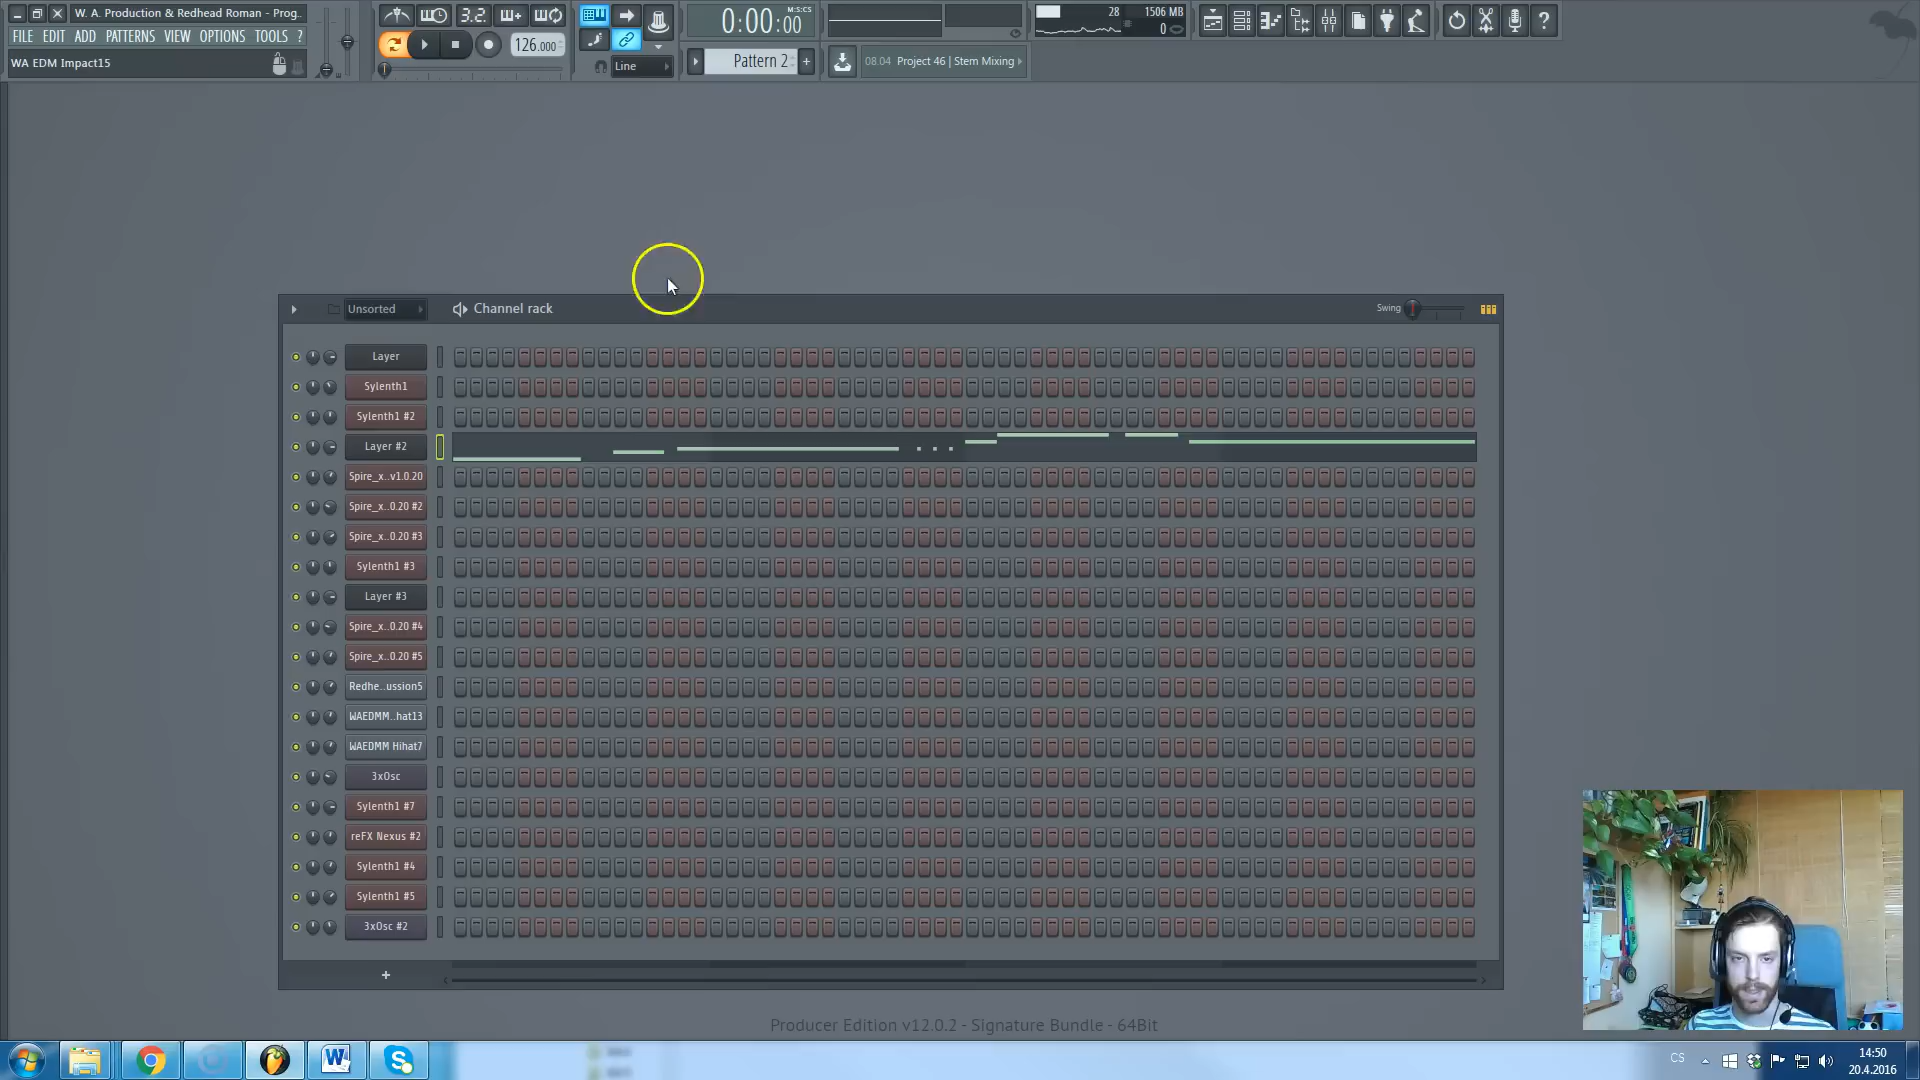 W. A. Production & Redhead Roman - Prog..
FILE EDIT ADD PATTERNS VIEW OPTIONS TOOLS ?
WA EDM Impact15
3.2.
126.000
Line
0:00:00
M:S:CS
Pattern 2
+
08.04 Project 46 | Stem Mixing
28
1506 MB
0
?
Unsorted
Channel rack
Swing
Layer
Sylenth1
Sylenth1 #2
Layer #2
Spire_x..v1.0.20
Spire_x..0.20 #2
Spire_x..0.20 #3
Sylenth1 #3
Layer #3
Spire_x..0.20 #4
Spire_x..0.20 #5
Redhe..ussion5
WAEDMM..hat13
WAEDMM Hihat7
3xOsc
Sylenth1 #7
reFX Nexus #2
Sylenth1 #4
Sylenth1 #5
3xOsc #2
+
Producer Edition v12.0.2 - Signature Bundle - 64Bit
CS
14:50
20.4.2016